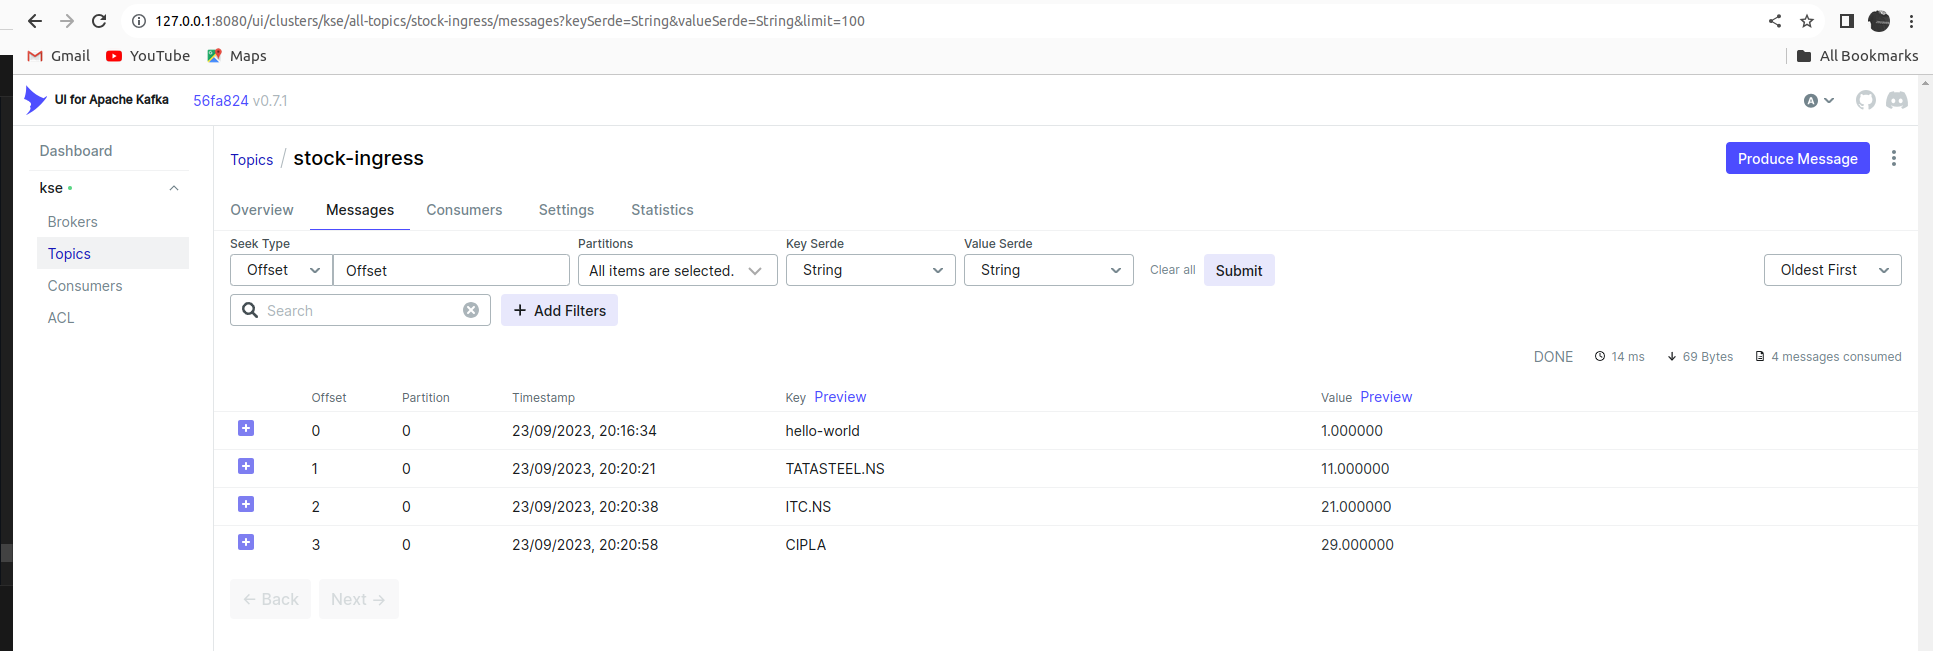 127.0.0.1:8080/ui/clusters/kse/all-topics/stock-ingress/messages?keySerde=String&valueSerde=String&limit=100
Gmail YouTube Maps All Bookmarks
UI for Apache Kafka 56fa824 v0.7.1 A
Dashboard
kse
Brokers
Topics
Consumers
ACL
Topics / stock-ingress Produce Message
Overview Messages Consumers Settings Statistics
Seek Type Partitions Key Serde Value Serde
Offset Offset All items are selected. String String Clear all Submit Oldest First
Search + Add Filters
DONE 14 ms 69 Bytes 4 messages consumed
Offset Partition Timestamp Key Preview Value Preview
0 0 23/09/2023, 20:16:34 hello-world 1.000000
1 0 23/09/2023, 20:20:21 TATASTEEL.NS 11.000000
2 0 23/09/2023, 20:20:38 ITC.NS 21.000000
3 0 23/09/2023, 20:20:58 CIPLA 29.000000
← Back Next →